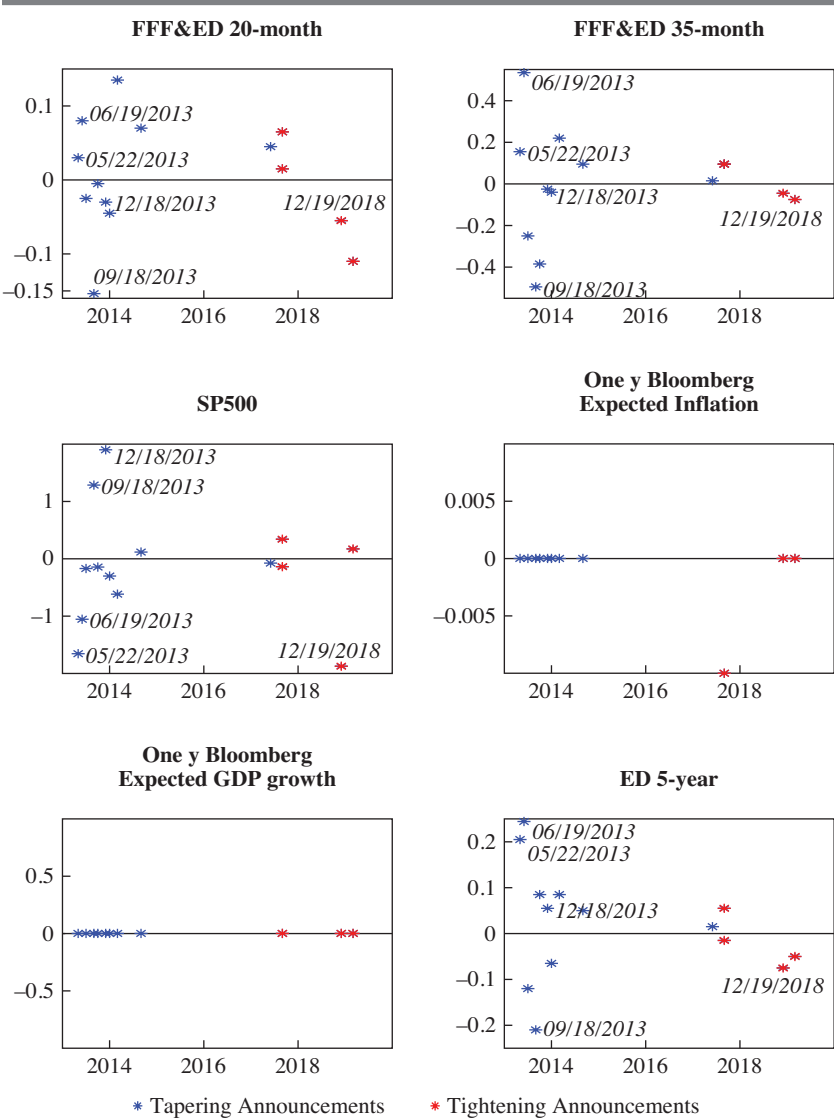 FFF&ED 20-month
0.1
0
–0.1
–0.15
06/19/2013
05/22/2013
12/18/2013
09/18/2013
12/19/2018
2014 2016 2018
FFF&ED 35-month
0.4
0.2
0
–0.2
–0.4
06/19/2013
05/22/2013
12/18/2013
09/18/2013
12/19/2018
2014 2016 2018
SP500
1
0
–1
12/18/2013
09/18/2013
06/19/2013
05/22/2013
12/19/2018
2014 2016 2018
One y Bloomberg
Expected Inflation
0.005
0
–0.005
2014 2016 2018
One y Bloomberg
Expected GDP growth
0.5
0
–0.5
2014 2016 2018
ED 5-year
0.2
0.1
0
–0.1
–0.2
06/19/2013
05/22/2013
12/18/2013
09/18/2013
12/19/2018
2014 2016 2018
* Tapering Announcements * Tightening Announcements